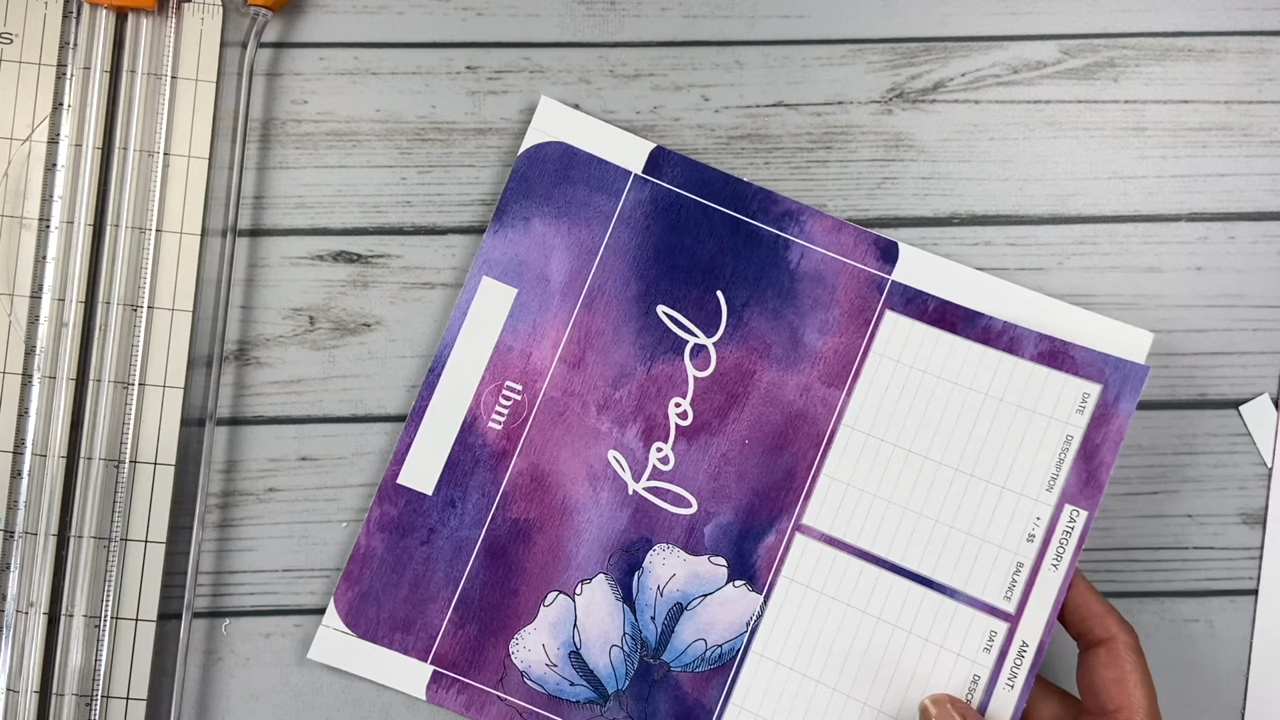 tbm
food
DATE DESCRIPTION +/- $$ BALANCE
CATEGORY: AMOUNT:
DATE